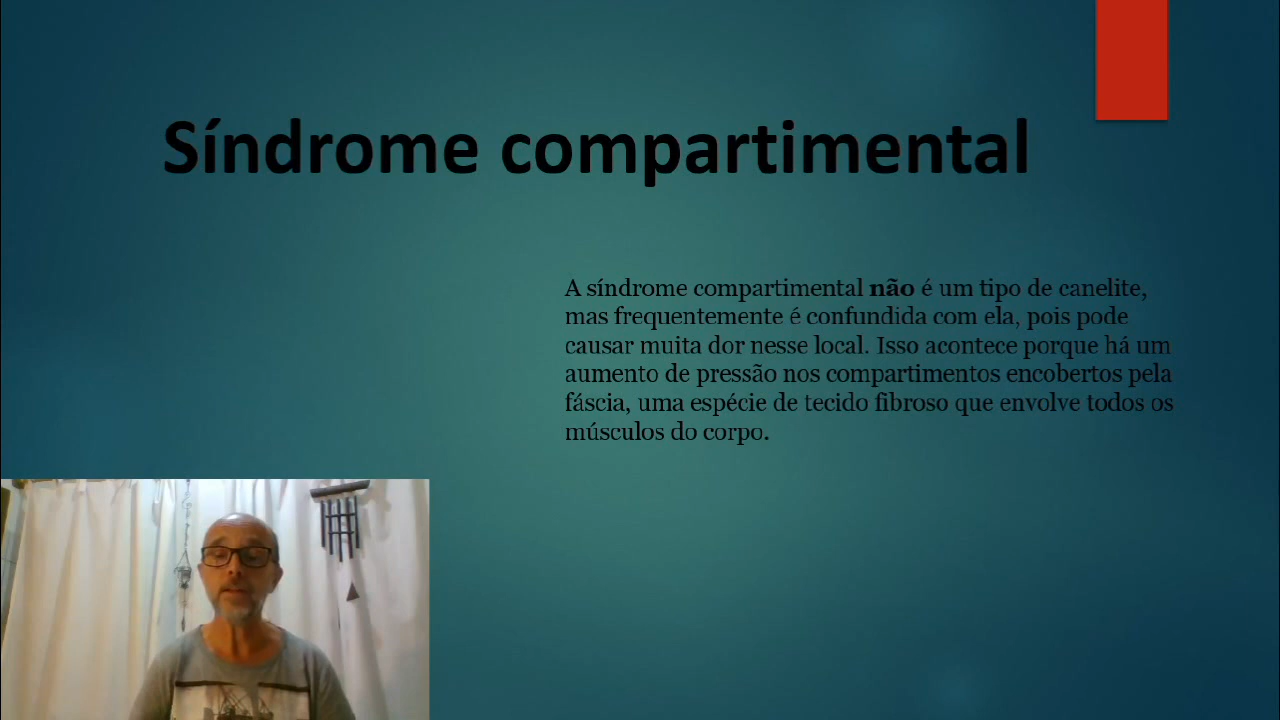 Síndrome compartimental
A síndrome compartimental não é um tipo de canelite,
mas frequentemente é confundida com ela, pois pode
causar muita dor nesse local. Isso acontece porque há um
aumento de pressão nos compartimentos encobertos pela
fáscia, uma espécie de tecido fibroso que envolve todos os
músculos do corpo.